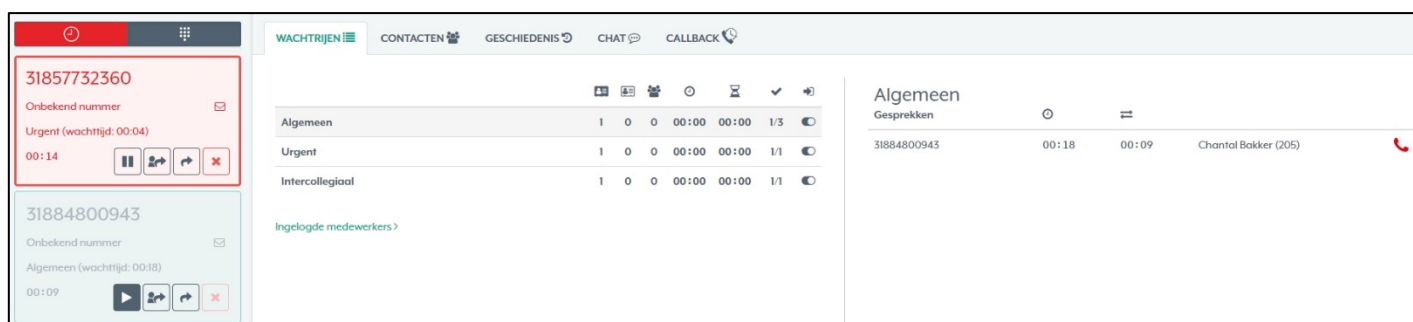 WACHTRIJEN CONTACTEN GESCHIEDENIS CHAT CALLBACK
31857732360
Onbekend nummer
Urgent (wachttijd: 00:04)
00:14
31884800943
Onbekend nummer
Algemeen (wachttijd: 00:18)
00:09
Algemeen 1 0 0 00:00 00:00 1/3
Urgent 1 0 0 00:00 00:00 1/1
Intercollegiaal 1 0 0 00:00 00:00 1/1
Ingelogde medewerkers >
Algemeen
Gesprekken
31884800943 00:18 00:09 Chantal Bakker (205)